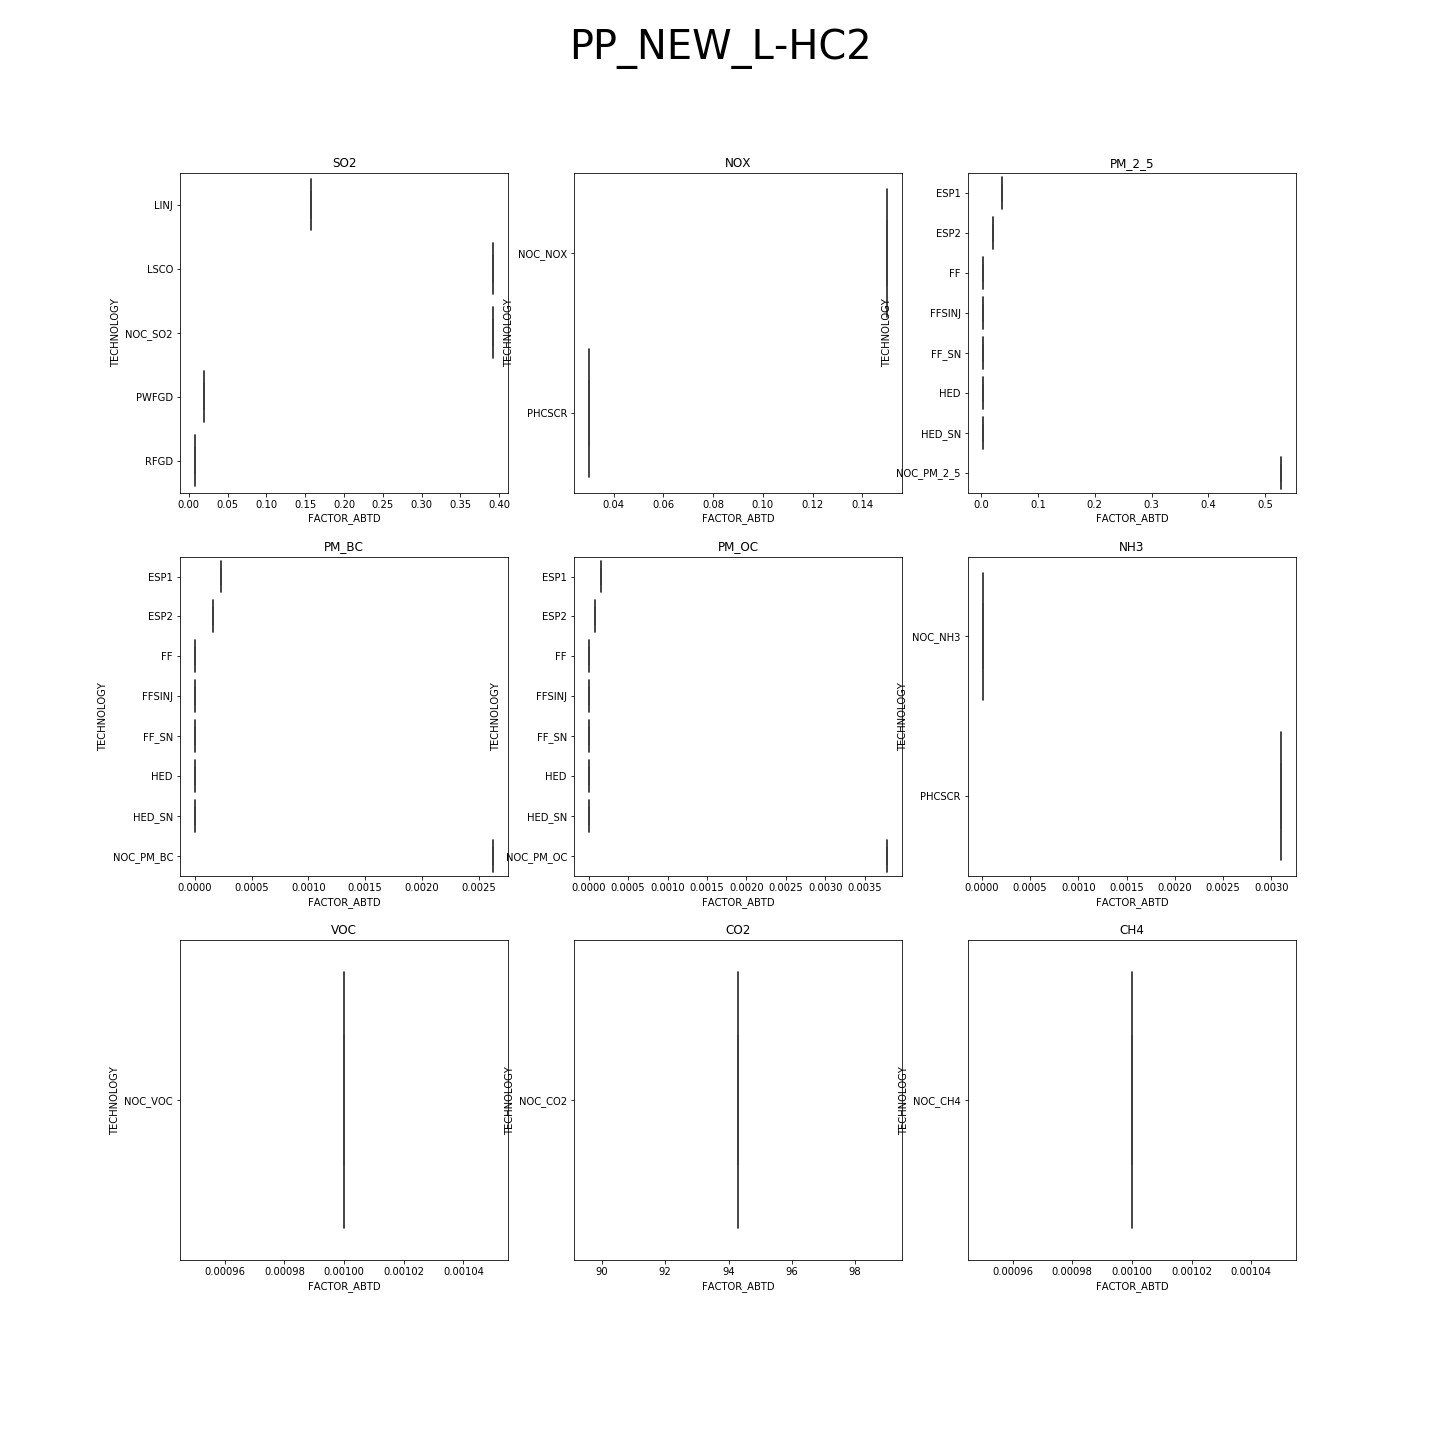 PP_NEW_L-HC2
SO2
TECHNOLOGY
LINJ
LSCO
NOC_SO2
PWFGD
RFGD
0.00 0.05 0.10 0.15 0.20 0.25 0.30 0.35 0.40
FACTOR_ABTD
NOX
TECHNOLOGY
NOC_NOX
PHCSCR
0.04 0.06 0.08 0.10 0.12 0.14
FACTOR_ABTD
PM_2_5
TECHNOLOGY
ESP1
ESP2
FF
FFSINJ
FF_SN
HED
HED_SN
NOC_PM_2_5
0.0 0.1 0.2 0.3 0.4 0.5
FACTOR_ABTD
PM_BC
TECHNOLOGY
ESP1
ESP2
FF
FFSINJ
FF_SN
HED
HED_SN
NOC_PM_BC
0.0000 0.0005 0.0010 0.0015 0.0020 0.0025
FACTOR_ABTD
PM_OC
TECHNOLOGY
ESP1
ESP2
FF
FFSINJ
FF_SN
HED
HED_SN
NOC_PM_OC
0.0000 0.0005 0.0010 0.0015 0.0020 0.0025 0.0030 0.0035
FACTOR_ABTD
NH3
TECHNOLOGY
NOC_NH3
PHCSCR
0.0000 0.0005 0.0010 0.0015 0.0020 0.0025 0.0030
FACTOR_ABTD
VOC
TECHNOLOGY
NOC_VOC
0.00096 0.00098 0.00100 0.00102 0.00104
FACTOR_ABTD
CO2
TECHNOLOGY
NOC_CO2
90 92 94 96 98
FACTOR_ABTD
CH4
TECHNOLOGY
NOC_CH4
0.00096 0.00098 0.00100 0.00102 0.00104
FACTOR_ABTD